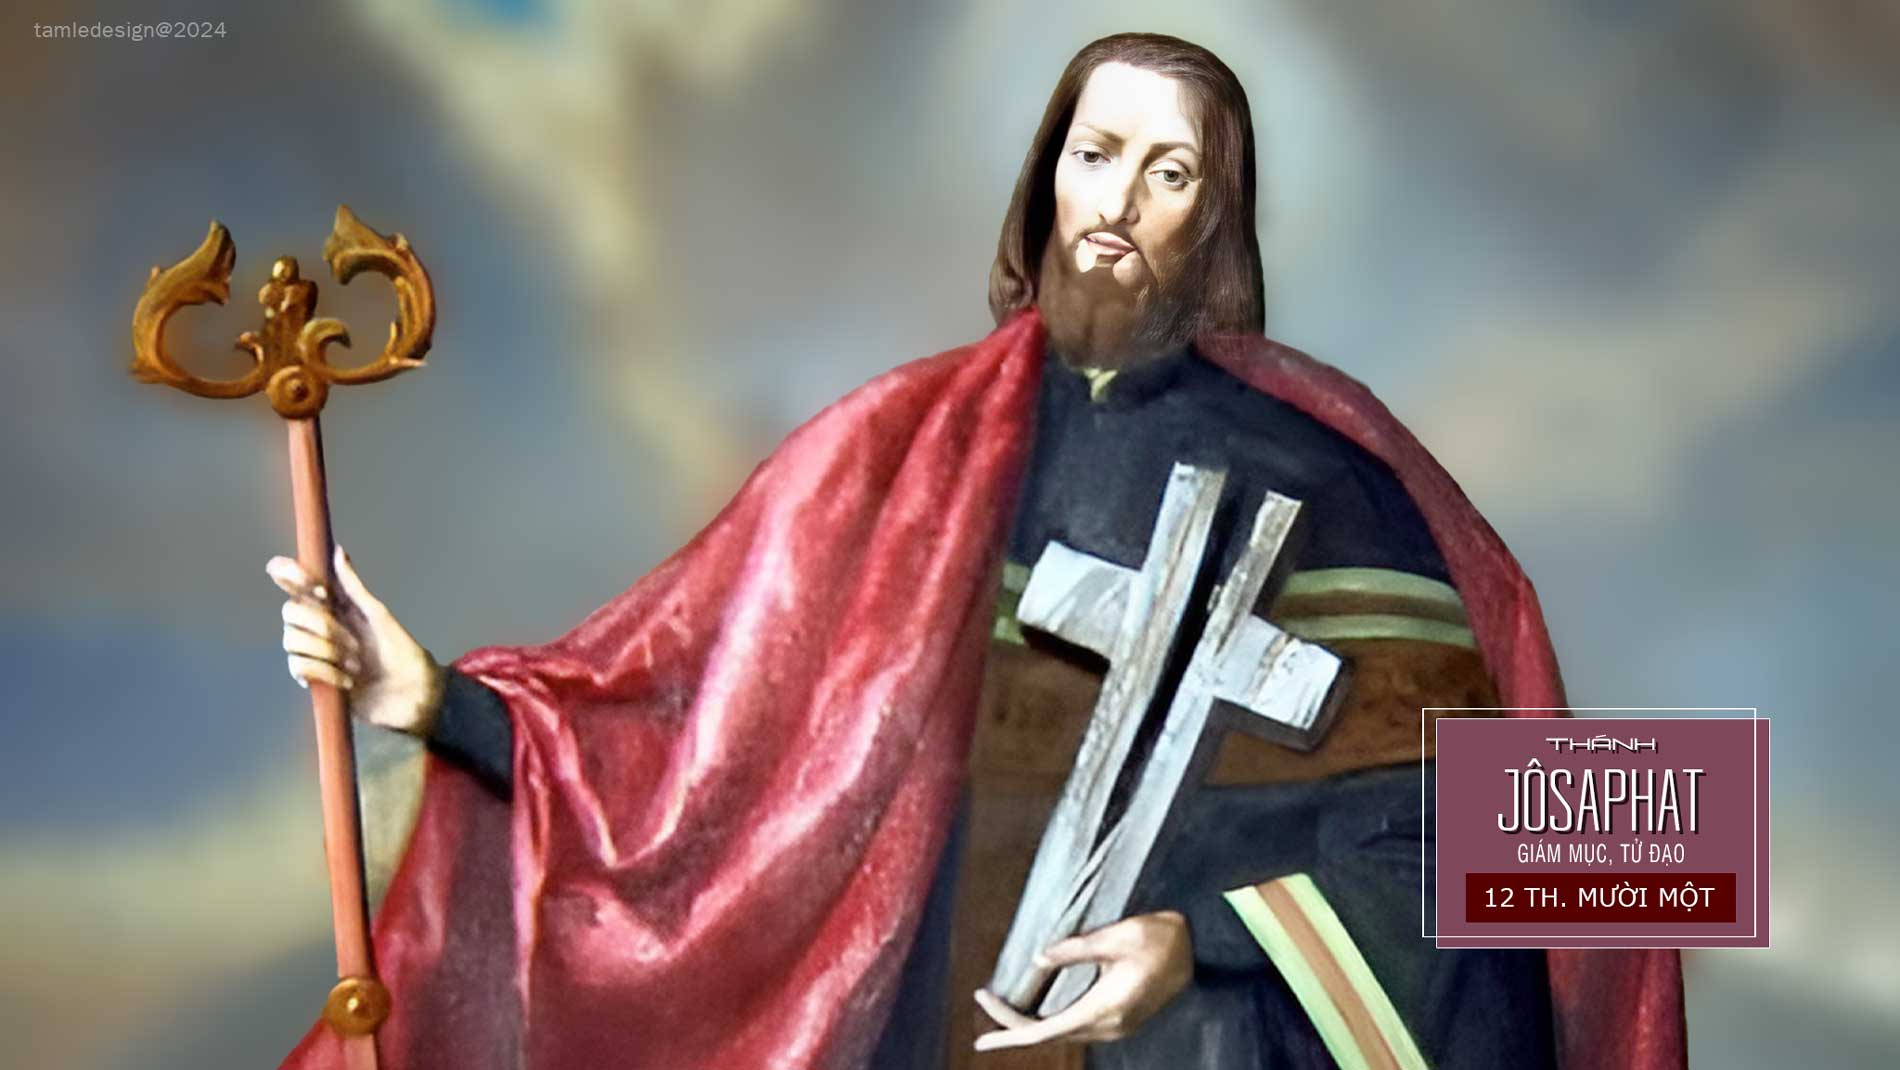 tamledesign@2024
THÁNH
JÔSAPHAT
GIÁM MỤC, TỬ ĐẠO
12 TH. MƯỜI MỘT